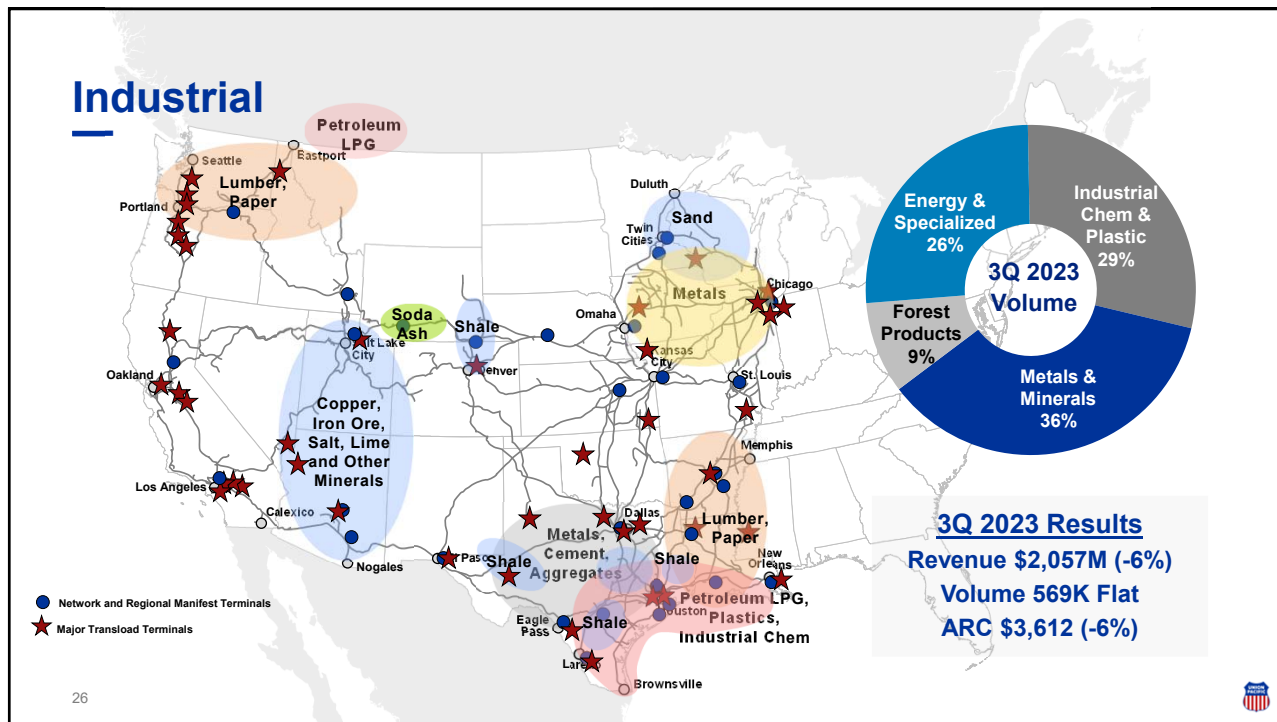 Industrial
Petroleum
LPG
Seattle
Eastport
Lumber,
Paper
Portland
Duluth
Sand
Twin
Cities
Metals
Chicago
Omaha
Soda
Ash
Shale
Salt Lake
City
Denver
Kansas
City
St. Louis
Oakland
Copper,
Iron Ore,
Salt, Lime
and Other
Minerals
Memphis
Los Angeles
Calexico
Dallas
Lumber,
Paper
Metals,
Cement,
Aggregates
Shale
Shale
New
Orleans
El Paso
Nogales
Petroleum LPG,
Plastics,
Industrial Chem
Houston
Eagle
Pass
Shale
Laredo
Brownsville
Network and Regional Manifest Terminals
Major Transload Terminals
Energy &
Specialized
26%
Industrial
Chem &
Plastic
29%
3Q 2023
Volume
Forest
Products
9%
Metals &
Minerals
36%
3Q 2023 Results
Revenue $2,057M (-6%)
Volume 569K Flat
ARC $3,612 (-6%)
26
UNION
PACIFIC